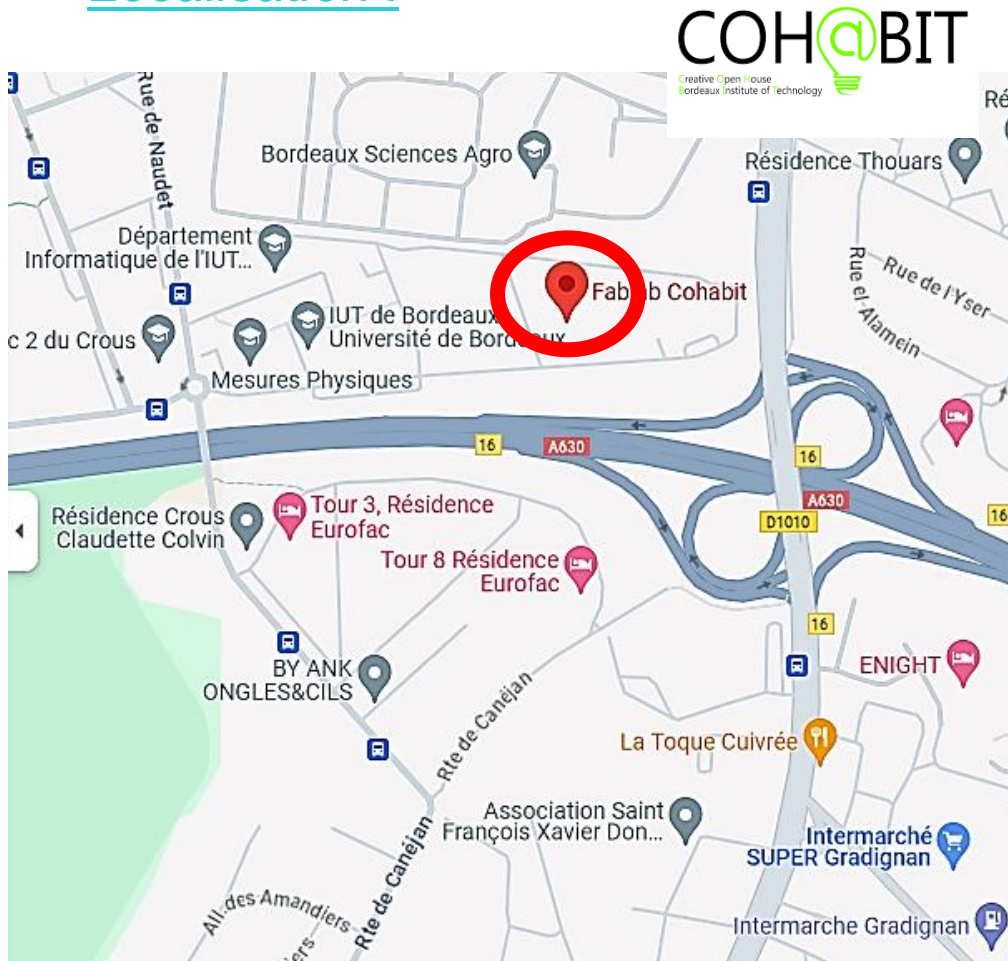 Localisation :
COH@BIT
Creative Open House
Bordeaux Institute of Technology
Ré
Rue de Naudet
Bordeaux Sciences Agro
Résidence Thouars
Département
Informatique de l'IUT...
Fab Cohabit
Rue el-Alamein
Rue de l'Yser
IUT de Bordeaux
Université de Bordeaux
c 2 du Crous
Mesures Physiques
16
A630
16
A630
D1010
16
Résidence Crous
Claudette Colvin
Tour 3, Résidence
Eurofac
Tour 8 Résidence
Eurofac
16
BY ANK
ONGLES&CILS
ENIGHT
Rte de Canéjan
La Toque Cuivrée
Association Saint
François Xavier Don...
Intermarché
SUPER Gradignan
Rte de Canéjan
All. des Amandiers
iers
Intermarche Gradignan